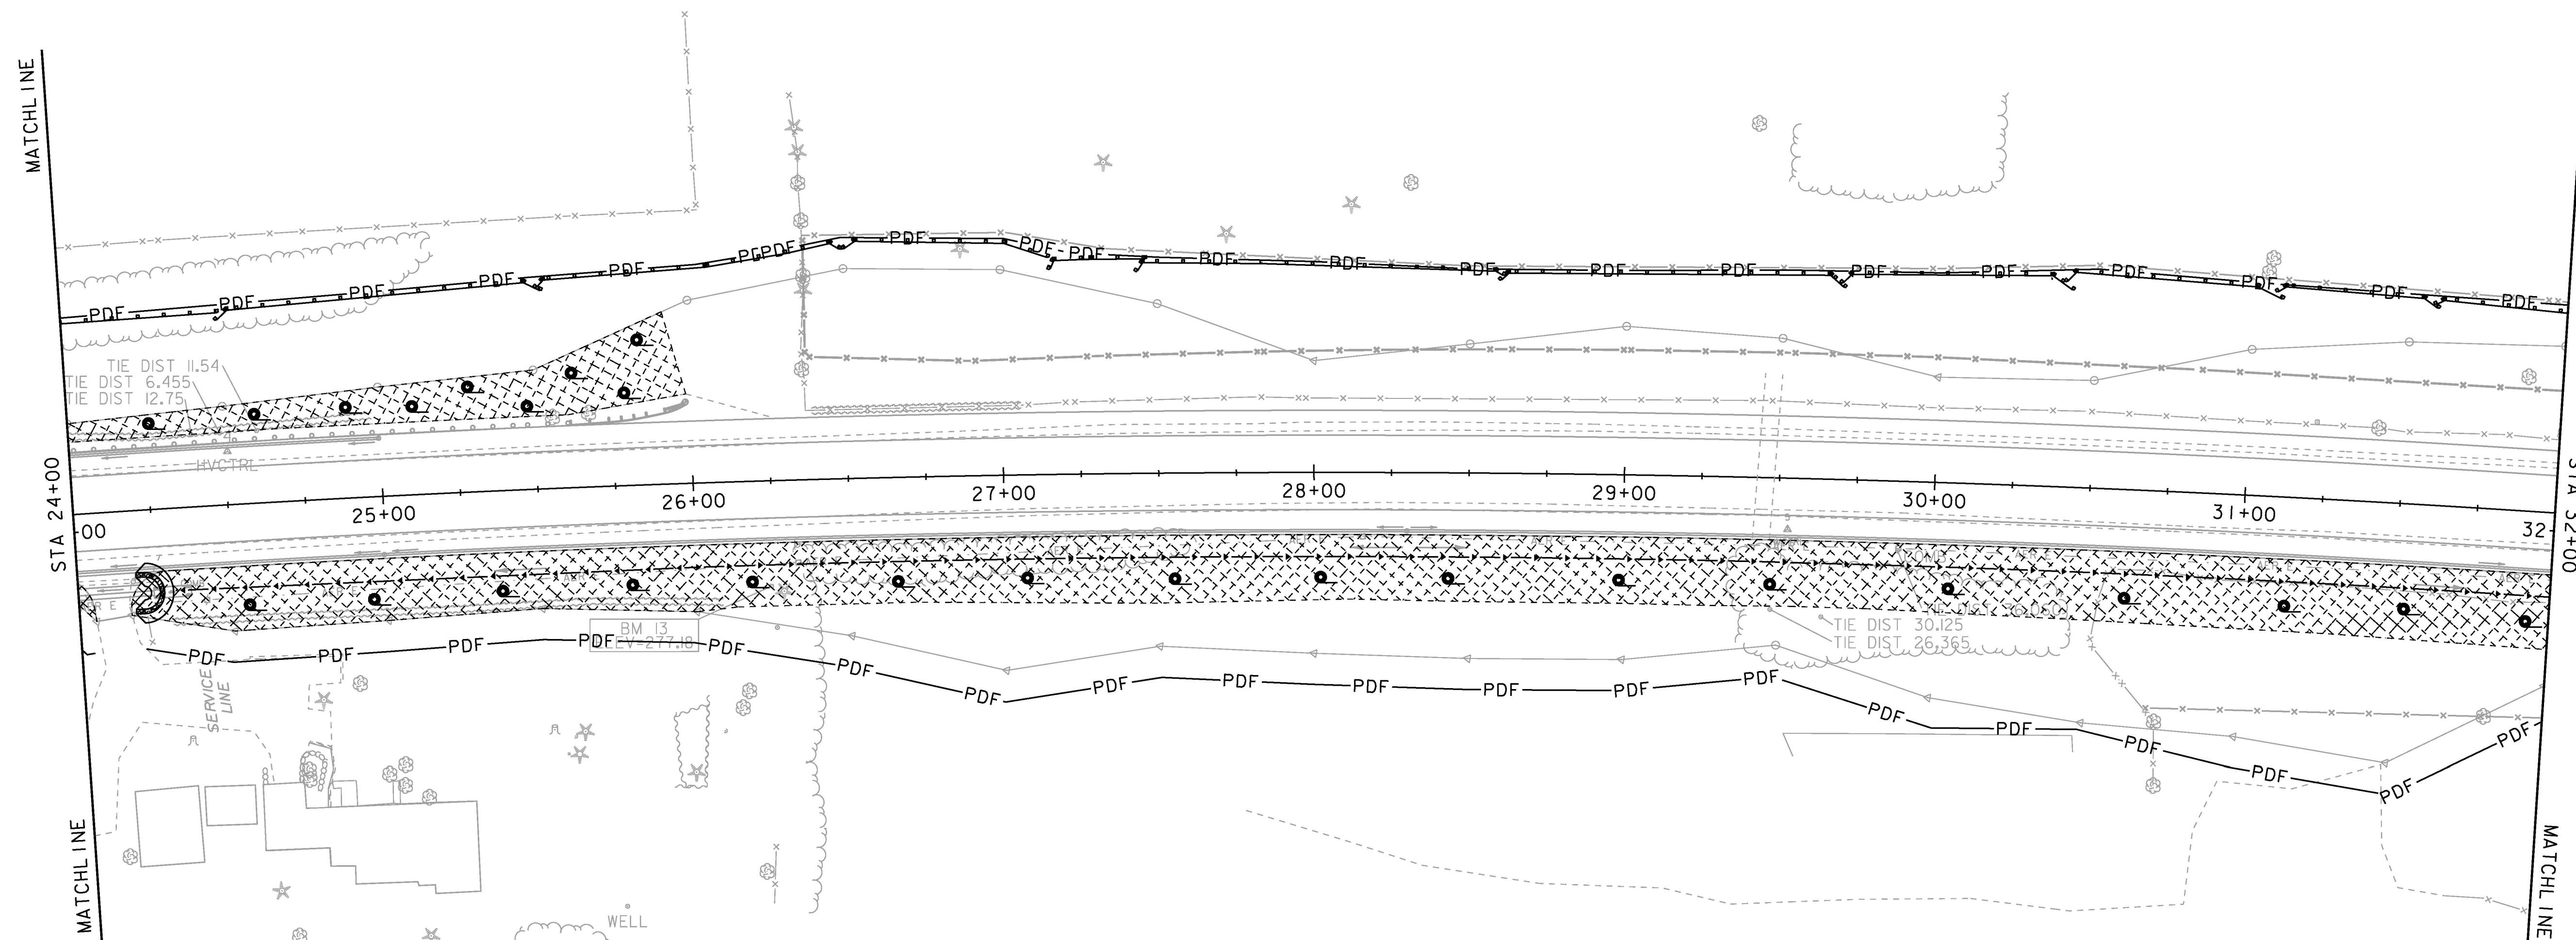 MATCHLINE
PDF PDF PDF PDF PDF PDF PDF PDF-PDF PDF PDF PDF PDF PDF PDF PDF PDF PDF PDF PDF
TIE DIST 11.54
TIE DIST 6.455
TIE DIST 12.75
HVCTRL
STA 24+00
STA 32+00
00
25+00
26+00
27+00
28+00
29+00
30+00
31+00
32
BM 13
ELEV=277.18
TIE DIST 30.125
TIE DIST 26.365
PDF PDF PDF PDF PDF PDF PDF PDF PDF PDF PDF PDF PDF PDF PDF PDF PDF PDF PDF
SERVICE
LINE
WELL
MATCHLINE
MATCHLINE